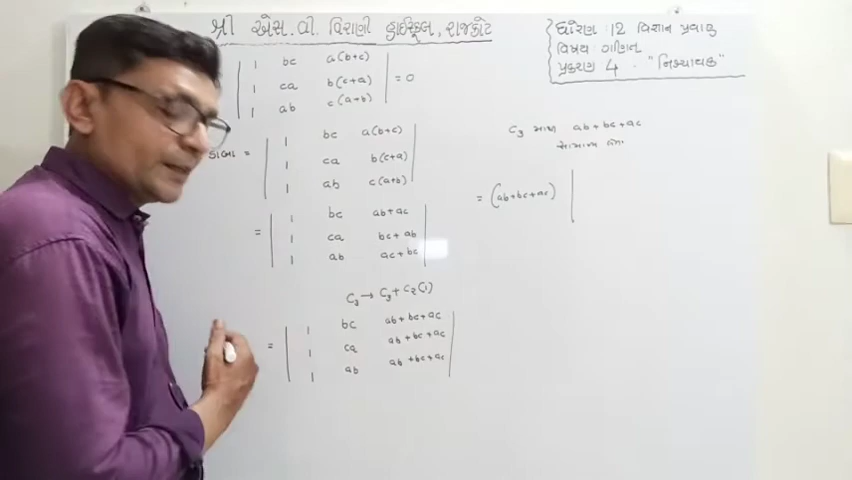 શ્રી એસ. વી. વિરાણી હાઈસ્કૂલ, રાજકોટ
ધોરણ : 12 વિજ્ઞાન પ્રવાહ
વિષય ગણિત
પ્રકરણ 4 . "નિશ્ચાયક"
| 1 bc a(b+c) |
| 1 ca b(c+a) | = 0
| 1 ab c(a+b) |
ડાબા = | 1 bc a(b+c) |
| 1 ca b(c+a) |
| 1 ab c(a+b) |
= | 1 bc ab+ac |
| 1 ca bc+ab |
| 1 ab ac+bc |
C3 → C3 + C2(1)
= | 1 bc ab+bc+ac |
| 1 ca ab+bc+ac |
| 1 ab ab+bc+ac |
C3 માંથી ab+bc+ac
સામાન્ય લેતા
= (ab+bc+ac) |